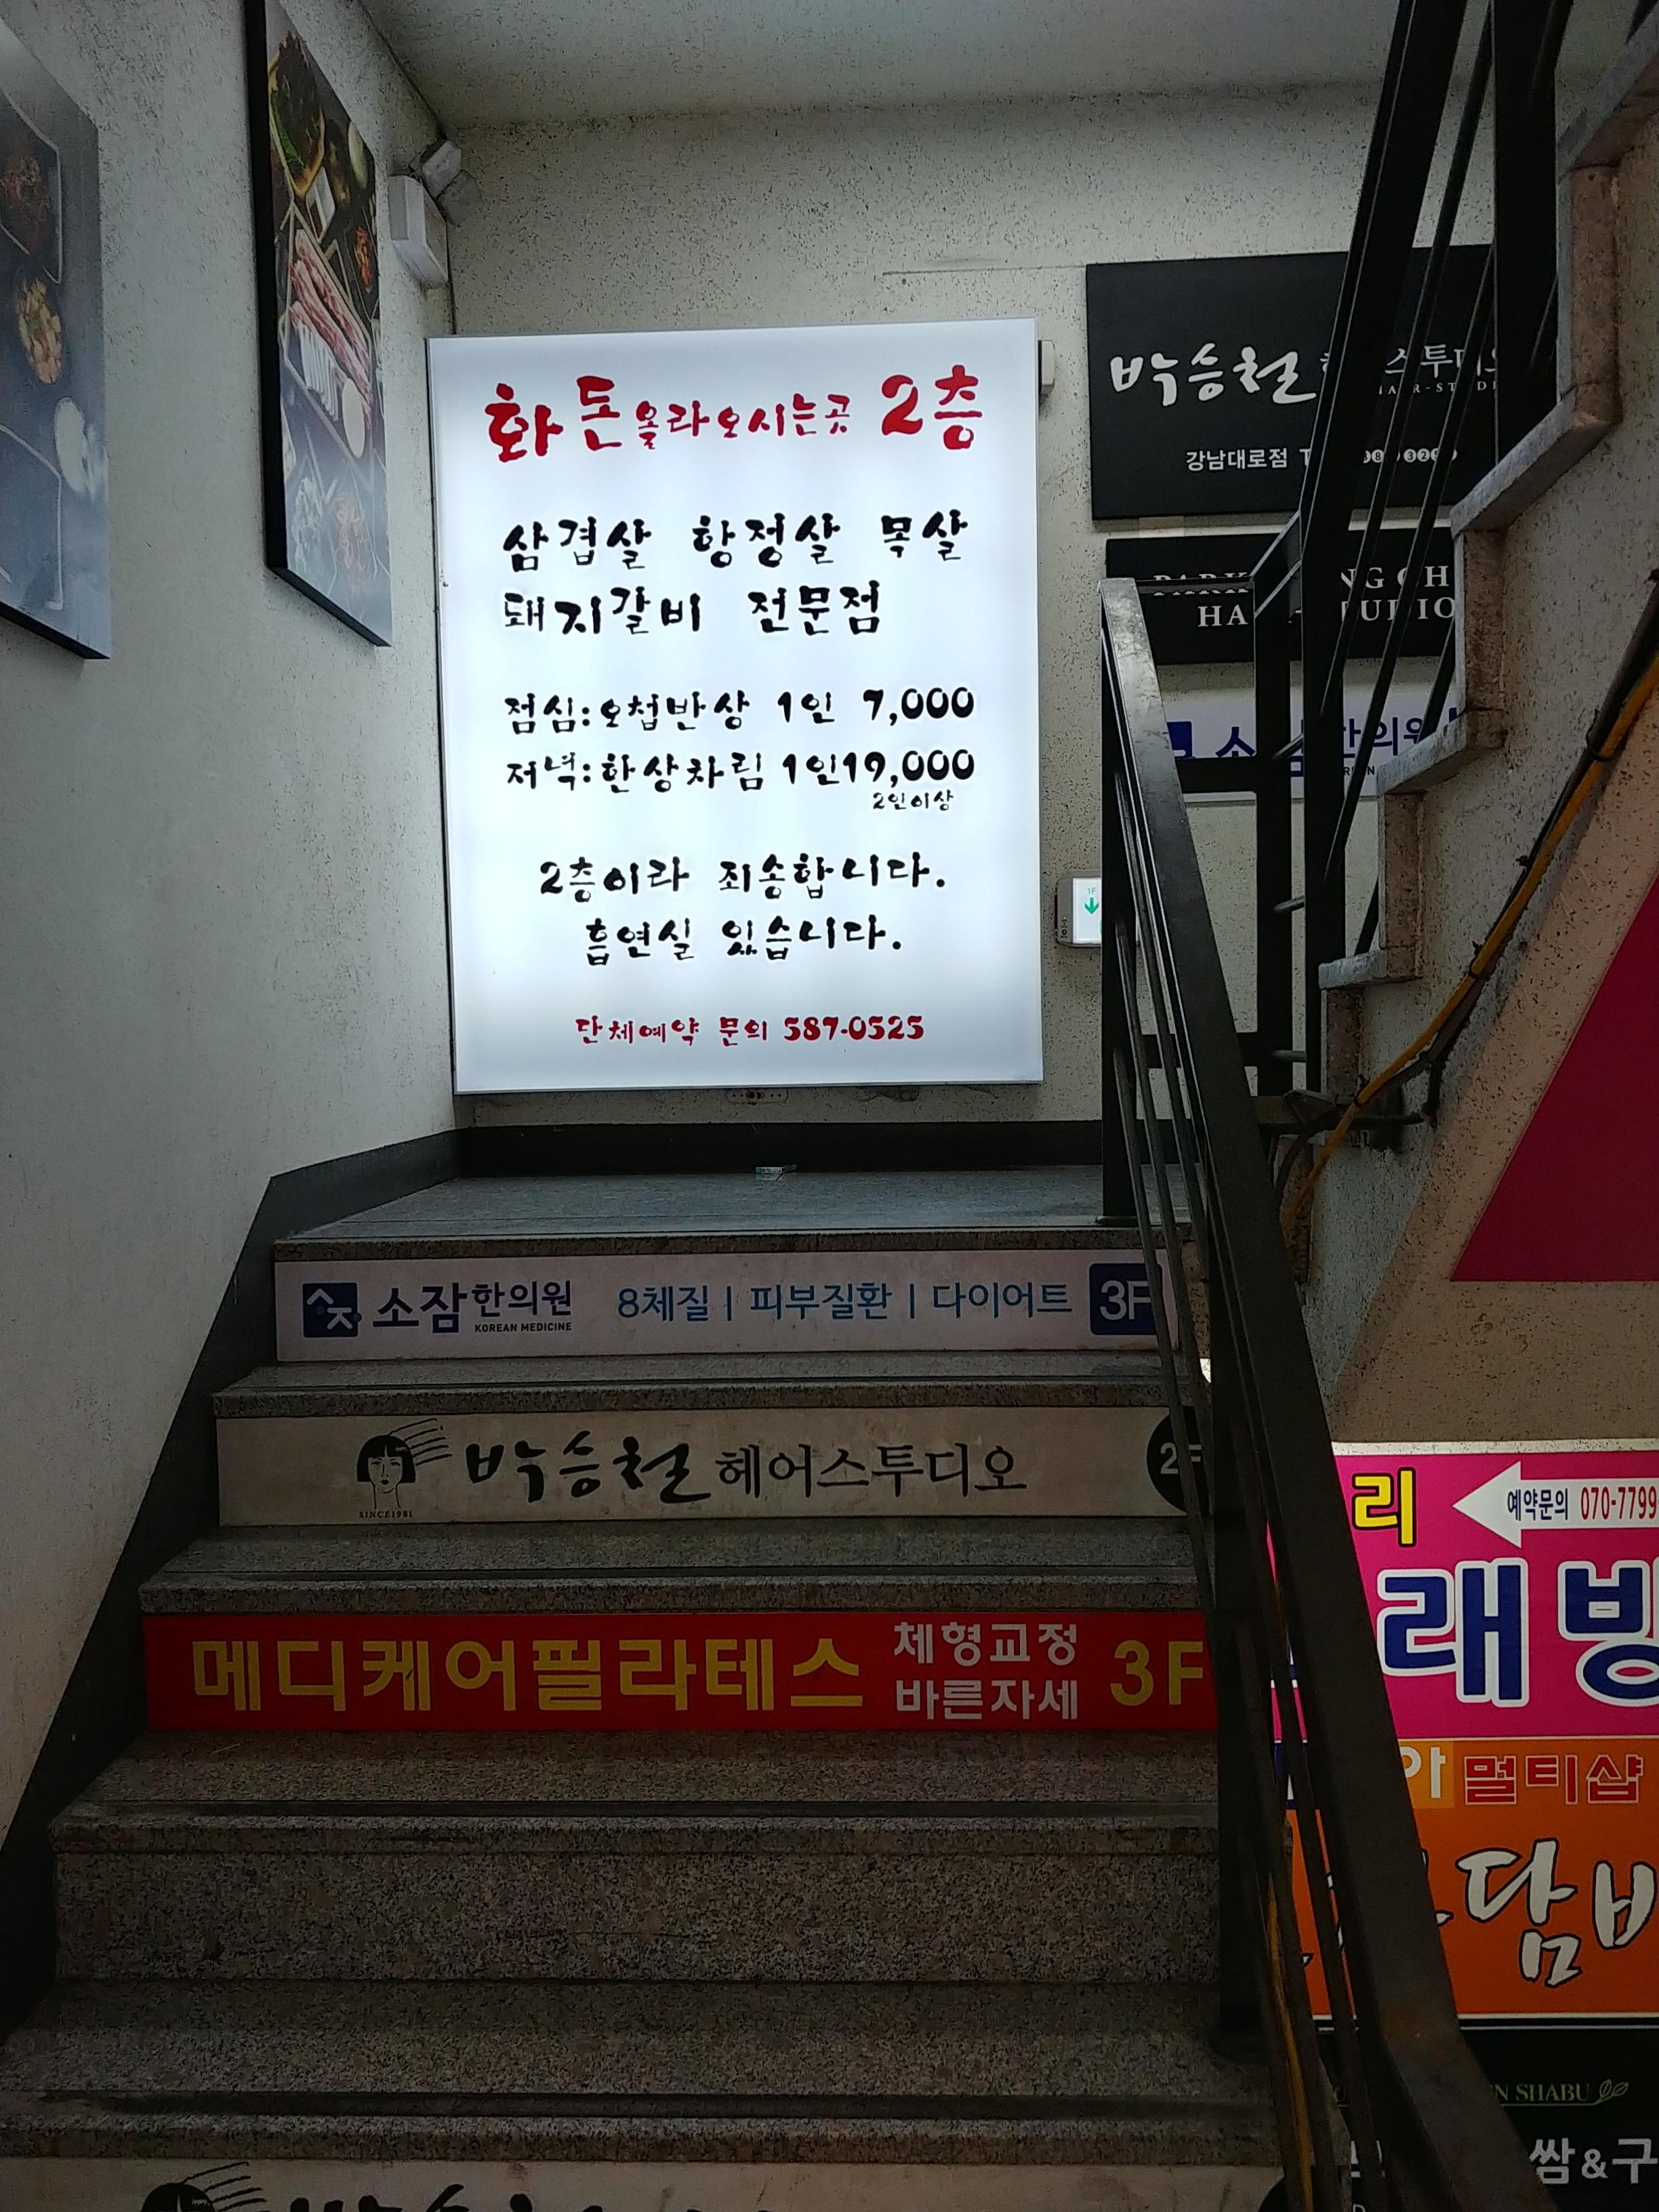 화돈 올라오시는곳 2층
삼겹살 항정살 목살
돼지갈비 전문점
점심:오첩반상 1인 7,000
저녁:한상차림 1인19,000
2인이상
2층이라 죄송합니다.
흡연실 있습니다.
단체예약 문의 587-0525
박승철
강남대로점
1F
소잠한의원 8체질 | 피부질환 | 다이어트 3F
KOREAN MEDICINE
박승철 헤어스투디오 2F
SINCE1981
메디케어필라테스 체형교정 3F
바른자세
리 예약문의 070-7799
래방
아 멀티샵
담
SHABU
쌈&구